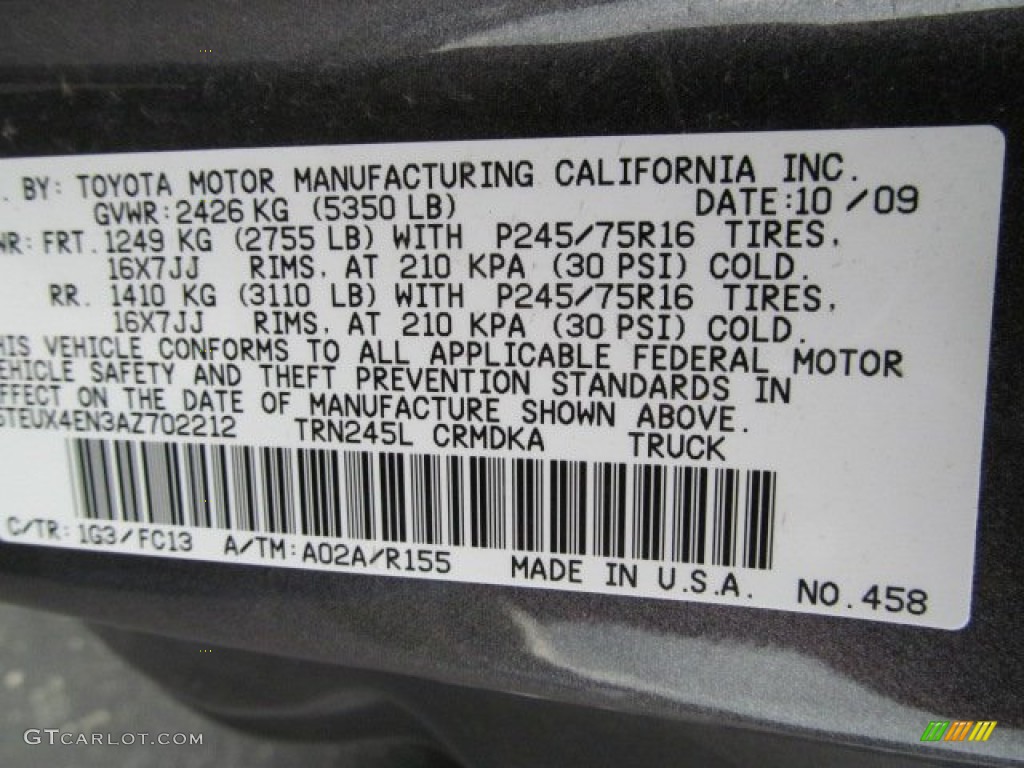 . BY: TOYOTA MOTOR MANUFACTURING CALIFORNIA INC.
GVWR: 2426 KG (5350 LB) DATE: 10 / 09
WR: FRT. 1249 KG (2755 LB) WITH P245/75R16 TIRES,
16X7JJ RIMS, AT 210 KPA (30 PSI) COLD.
RR. 1410 KG (3110 LB) WITH P245/75R16 TIRES,
16X7JJ RIMS, AT 210 KPA (30 PSI) COLD.
HIS VEHICLE CONFORMS TO ALL APPLICABLE FEDERAL MOTOR
EHICLE SAFETY AND THEFT PREVENTION STANDARDS IN
FFECT ON THE DATE OF MANUFACTURE SHOWN ABOVE.
5TEUX4EN3AZ702212 TRN245L CRMDKA TRUCK
C/TR: 1G3/FC13 A/TM: A02A/R155 MADE IN U.S.A. NO. 458
GTCARLOT.COM